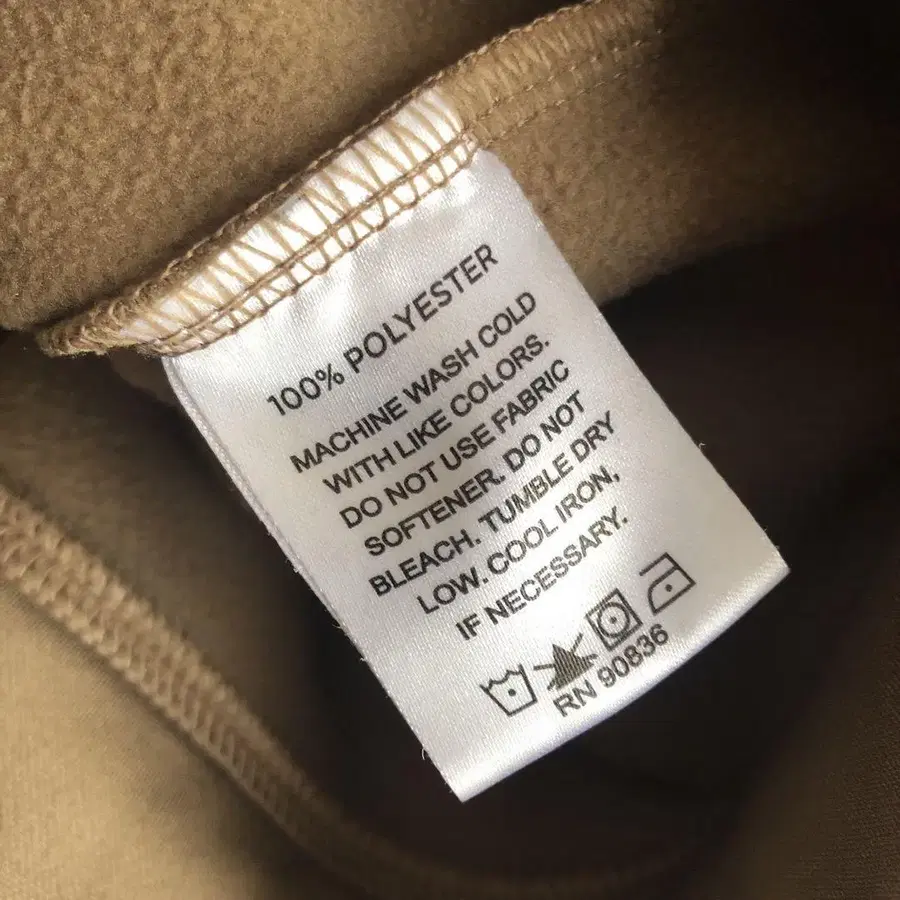 100% POLYESTER
MACHINE WASH COLD
WITH LIKE COLORS.
DO NOT USE FABRIC
SOFTENER. DO NOT
BLEACH. TUMBLE DRY
LOW. COOL IRON,
IF NECESSARY.
RN 90836